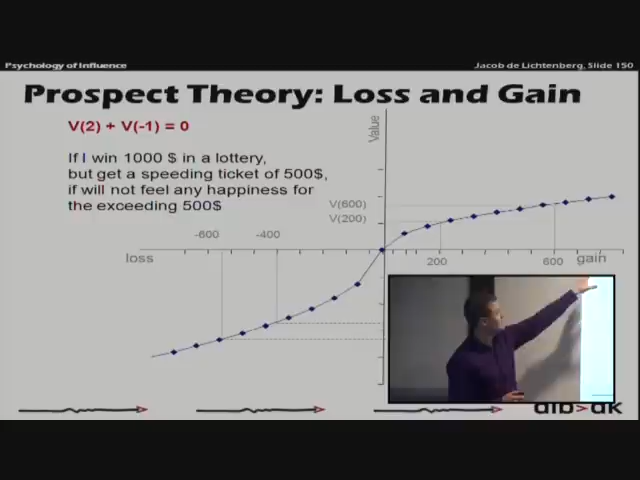 Psychology of Influence
Jacob de Lichtenberg, Slide 150
Prospect Theory: Loss and Gain
V(2) + V(-1) = 0
If I win 1000 $ in a lottery,
but get a speeding ticket of 500$,
if will not feel any happiness for
the exceeding 500$
Value
V(600)
V(200)
-600
-400
loss
200
600
gain